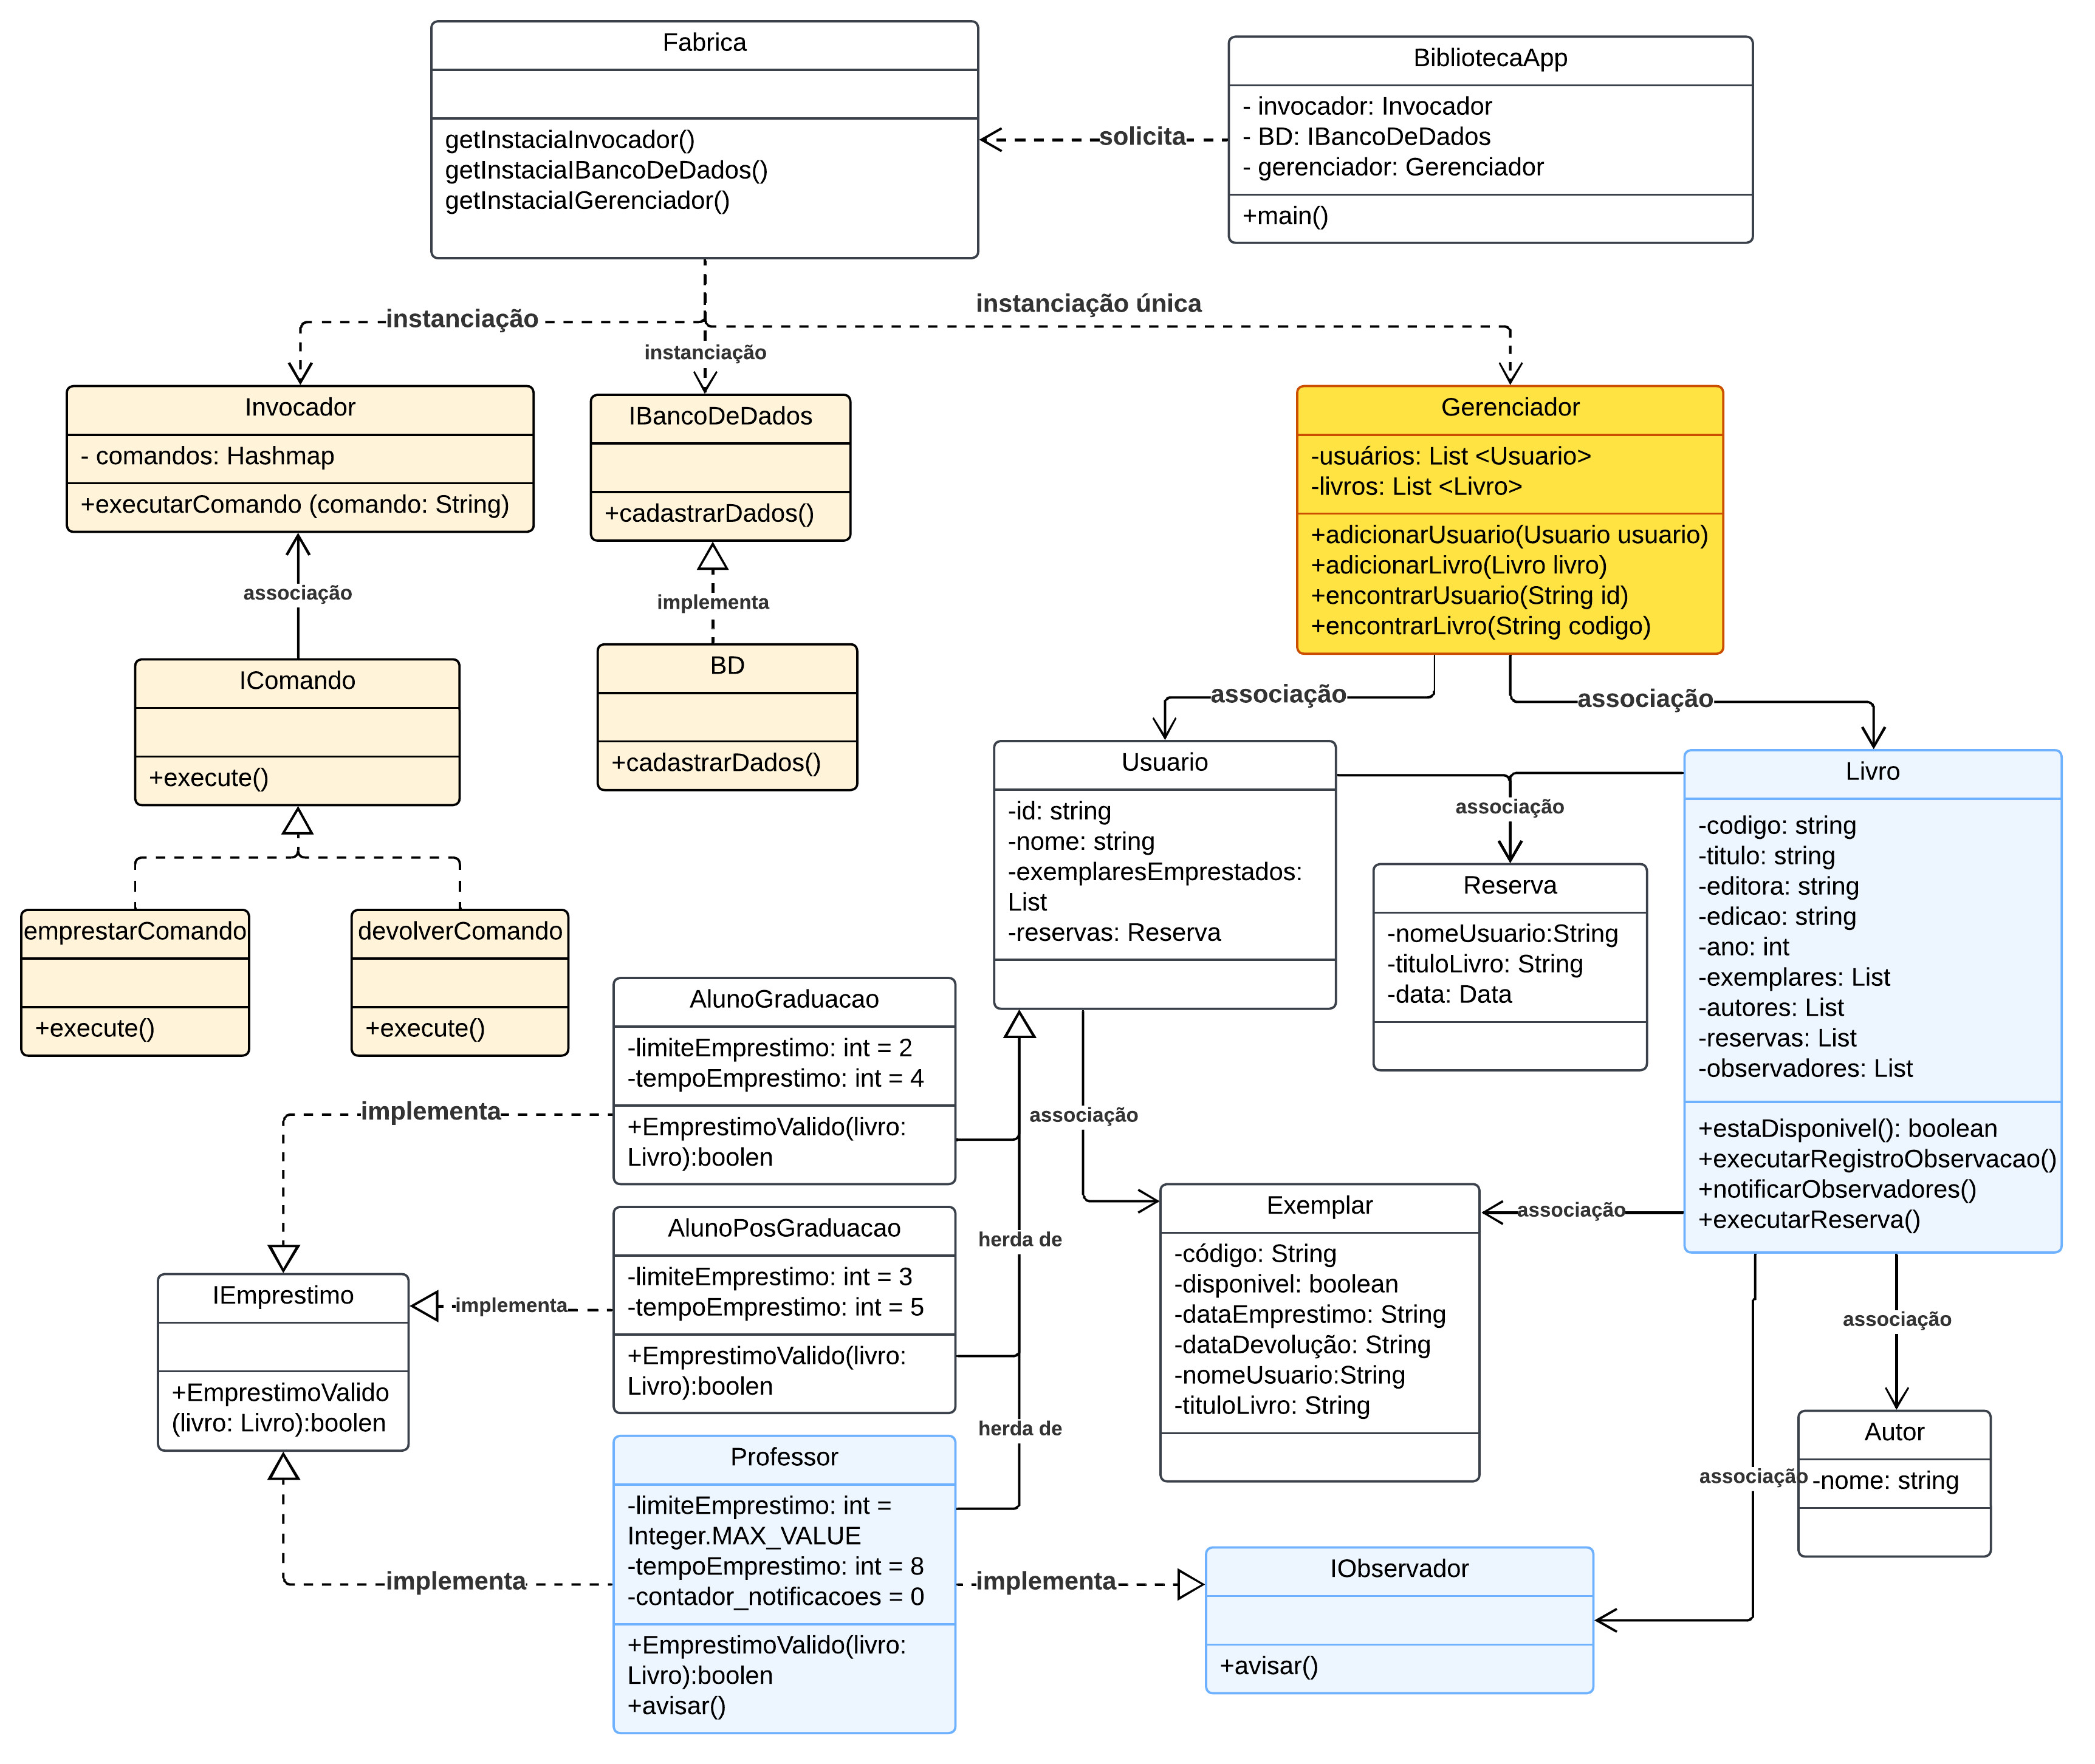 Fabrica
getInstaciaInvocador()
getInstaciaIBancoDeDados()
getInstaciaIGerenciador()
solicita
BibliotecaApp
- invocador: Invocador
- BD: IBancoDeDados
- gerenciador: Gerenciador
+main()
instanciação
instanciação
instanciação única
Invocador
- comandos: Hashmap
+executarComando (comando: String)
IBancoDeDados
+cadastrarDados()
Gerenciador
-usuários: List <Usuario>
-livros: List <Livro>
+adicionarUsuario(Usuario usuario)
+adicionarLivro(Livro livro)
+encontrarUsuario(String id)
+encontrarLivro(String codigo)
associação
implementa
associação
associação
IComando
+execute()
BD
+cadastrarDados()
emprestarComando
+execute()
devolverComando
+execute()
Usuario
-id: string
-nome: string
-exemplaresEmprestados:
List
-reservas: Reserva
associação
Reserva
-nomeUsuario:String
-tituloLivro: String
-data: Data
Livro
-codigo: string
-titulo: string
-editora: string
-edicao: string
-ano: int
-exemplares: List
-autores: List
-reservas: List
-observadores: List
+estaDisponivel(): boolean
+executarRegistroObservacao()
+notificarObservadores()
+executarReserva()
AlunoGraduacao
-limiteEmprestimo: int = 2
-tempoEmprestimo: int = 4
+EmprestimoValido(livro:
Livro):boolen
implementa
associação
AlunoPosGraduacao
-limiteEmprestimo: int = 3
-tempoEmprestimo: int = 5
+EmprestimoValido(livro:
Livro):boolen
implementa
herda de
herda de
IEmprestimo
+EmprestimoValido
(livro: Livro):boolen
Exemplar
-código: String
-disponivel: boolean
-dataEmprestimo: String
-dataDevolução: String
-nomeUsuario:String
-tituloLivro: String
associação
associação
associação
Autor
-nome: string
Professor
-limiteEmprestimo: int =
Integer.MAX_VALUE
-tempoEmprestimo: int = 8
-contador_notificacoes = 0
+EmprestimoValido(livro:
Livro):boolen
+avisar()
implementa
implementa
IObservador
+avisar()